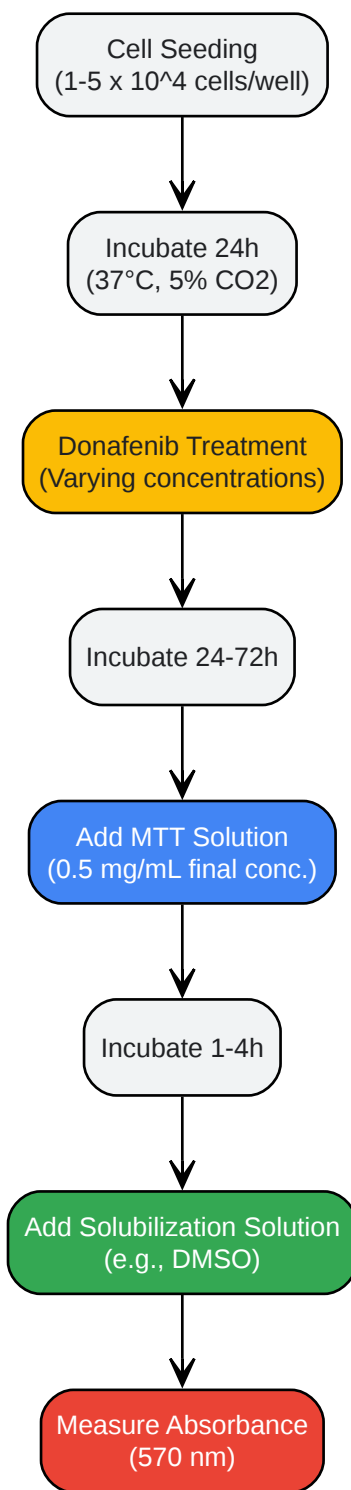 Cell Seeding
(1-5 x 10^4 cells/well)
Incubate 24h
(37°C, 5% CO2)
Donafenib Treatment
(Varying concentrations)
Incubate 24-72h
Add MTT Solution
(0.5 mg/mL final conc.)
Incubate 1-4h
Add Solubilization Solution
(e.g., DMSO)
Measure Absorbance
(570 nm)